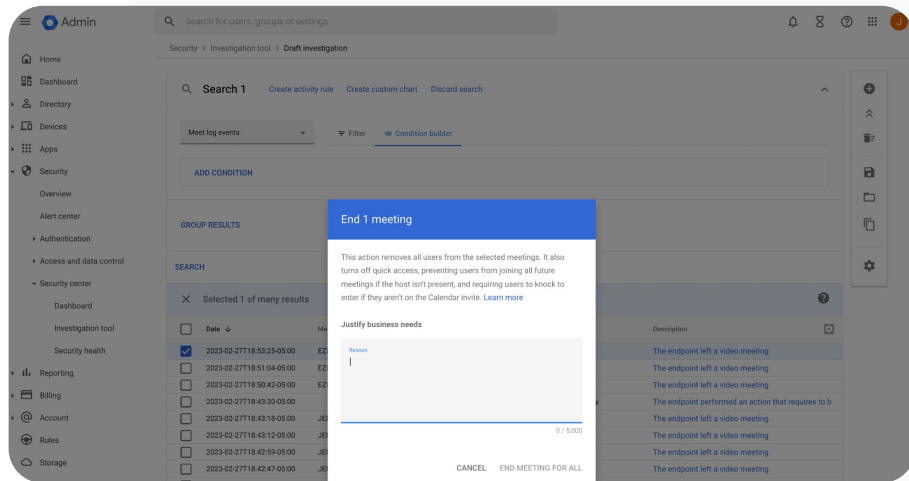 Admin
Search for users, groups or settings
J
Security > Investigation tool > Draft investigation
Home
Dashboard
Directory
Devices
Apps
Security
Overview
Alert center
Authentication
Access and data control
Security center
Dashboard
Investigation tool
Security health
Reporting
Billing
Account
Rules
Storage
Search 1 Create activity rule Create custom chart Discard search
Meet log events Filter Condition builder
ADD CONDITION
GROUP RESULTS
SEARCH
Selected 1 of many results
Date Me Description
2023-02-27T18:53:25-05:00 EZ The endpoint left a video meeting
2023-02-27T18:51:04-05:00 EZ The endpoint left a video meeting
2023-02-27T18:50:42-05:00 EZ The endpoint left a video meeting
2023-02-27T18:43:30-05:00 y The endpoint performed an action that requires to b
2023-02-27T18:43:18-05:00 JE The endpoint left a video meeting
2023-02-27T18:43:12-05:00 JE The endpoint left a video meeting
2023-02-27T18:42:59-05:00 JE The endpoint left a video meeting
2023-02-27T18:42:47-05:00 JE The endpoint left a video meeting
End 1 meeting
This action removes all users from the selected meetings. It also
turns off quick access, preventing users from joining all future
meetings if the host isn't present, and requiring users to knock to
enter if they aren't on the Calendar invite. Learn more
Justify business needs
Reason
0 / 5,000
CANCEL END MEETING FOR ALL